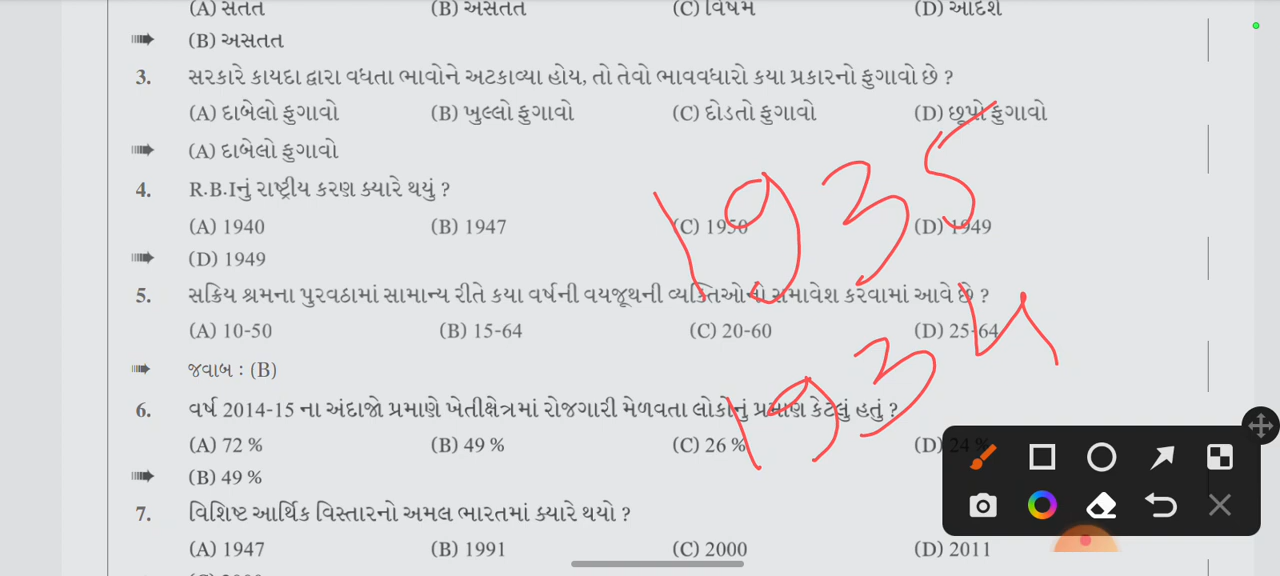 (A) સતત (B) અસતત (C) વિષમ (D) આદર્શ
(B) અસતત
3. સરકારે કાયદા દ્વારા વધતા ભાવોને અટકાવ્યા હોય, તો તેવો ભાવવધારો કયા પ્રકારનો ફુગાવો છે ?
(A) દાબેલો ફુગાવો (B) ખુલ્લો ફુગાવો (C) દોડતો ફુગાવો (D) છૂપો ફુગાવો
(A) દાબેલો ફુગાવો
4. R.B.Iનું રાષ્ટ્રીય કરણ ક્યારે થયું ?
(A) 1940 (B) 1947 (C) 1950 (D) 1949
(D) 1949
1935
5. સક્રિય શ્રમના પુરવઠામાં સામાન્ય રીતે કયા વર્ષની વયજૂથની વ્યક્તિઓનો સમાવેશ કરવામાં આવે છે ?
(A) 10-50 (B) 15-64 (C) 20-60 (D) 25-64
જવાબ : (B)
193૫
6. વર્ષ 2014-15 ના અંદાજો પ્રમાણે ખેતીક્ષેત્રમાં રોજગારી મેળવતા લોકોનું પ્રમાણ કેટલું હતું ?
(A) 72 % (B) 49 % (C) 26 % (D) 24 %
(B) 49 %
7. વિશિષ્ટ આર્થિક વિસ્તારનો અમલ ભારતમાં ક્યારે થયો ?
(A) 1947 (B) 1991 (C) 2000 (D) 2011